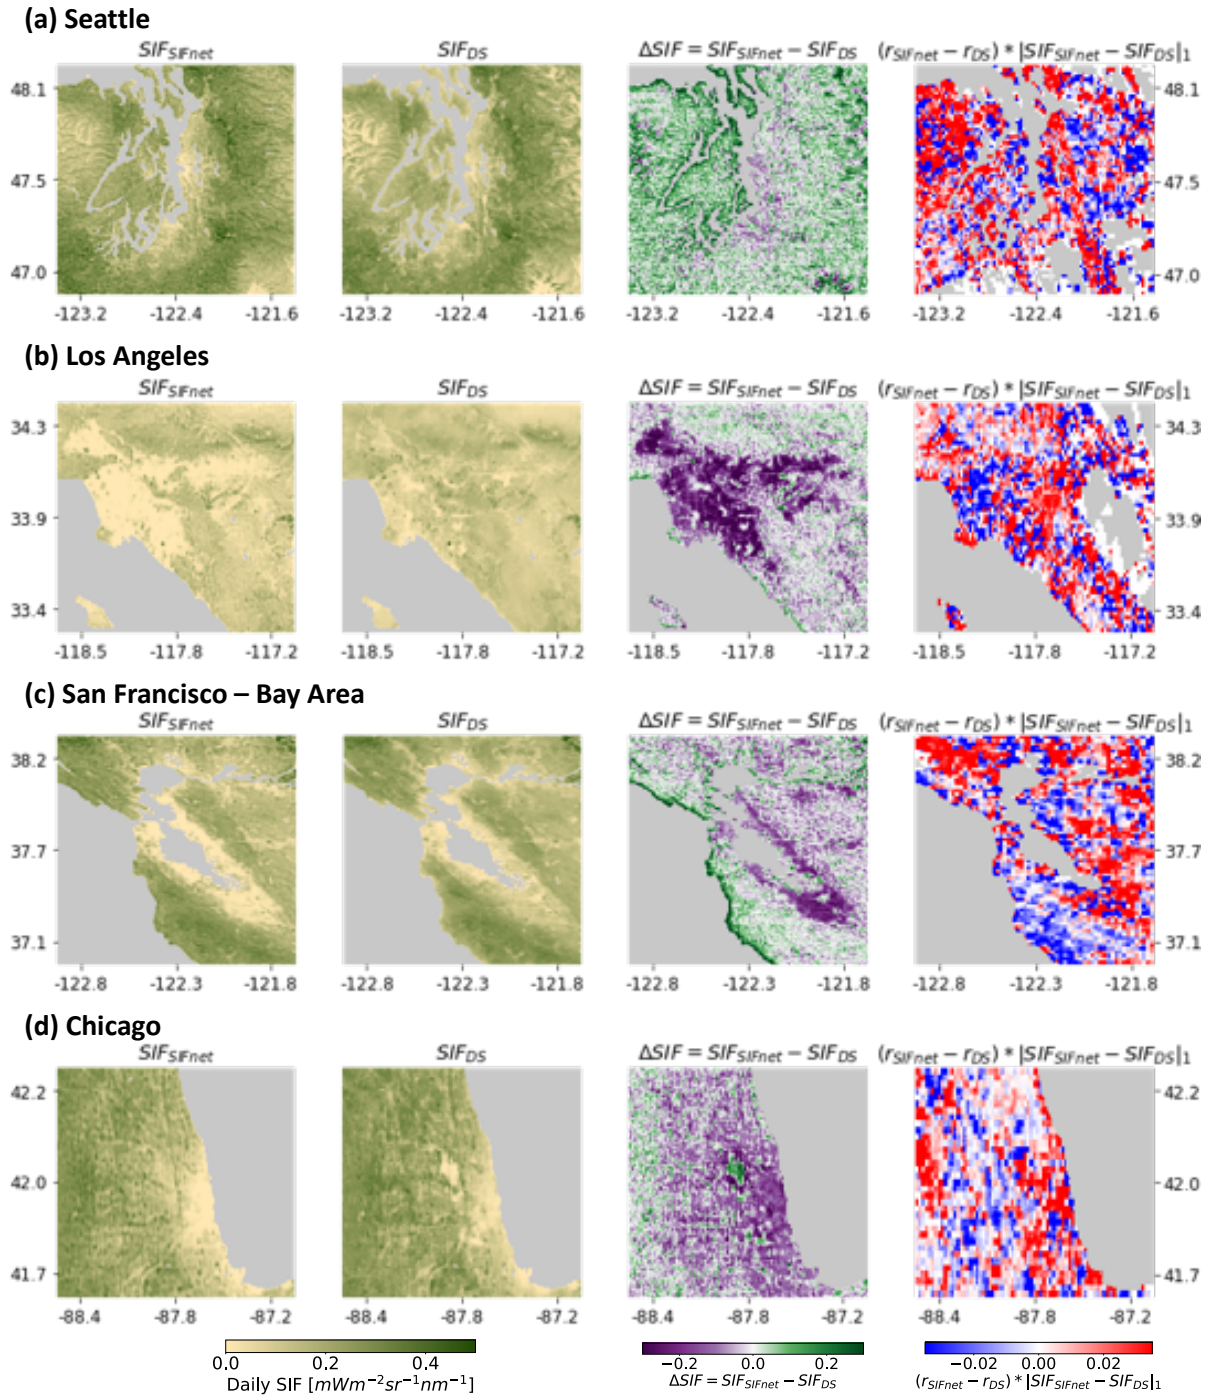 (a) Seattle
SIF_SIFnet SIF_DS ΔSIF = SIF_SIFnet − SIF_DS (r_SIFnet − r_DS) * |SIF_SIFnet − SIF_DS|_1
48.1 48.1
47.5 47.5
47.0 47.0
-123.2 -122.4 -121.6 -123.2 -122.4 -121.6 -123.2 -122.4 -121.6 -123.2 -122.4 -121.6
(b) Los Angeles
SIF_SIFnet SIF_DS ΔSIF = SIF_SIFnet − SIF_DS (r_SIFnet − r_DS) * |SIF_SIFnet − SIF_DS|_1
34.3 34.3
33.9 33.9
33.4 33.4
-118.5 -117.8 -117.2 -118.5 -117.8 -117.2 -118.5 -117.8 -117.2 -118.5 -117.8 -117.2
(c) San Francisco – Bay Area
SIF_SIFnet SIF_DS ΔSIF = SIF_SIFnet − SIF_DS (r_SIFnet − r_DS) * |SIF_SIFnet − SIF_DS|_1
38.2 38.2
37.7 37.7
37.1 37.1
-122.8 -122.3 -121.8 -122.8 -122.3 -121.8 -122.8 -122.3 -121.8 -122.8 -122.3 -121.8
(d) Chicago
SIF_SIFnet SIF_DS ΔSIF = SIF_SIFnet − SIF_DS (r_SIFnet − r_DS) * |SIF_SIFnet − SIF_DS|_1
42.2 42.2
42.0 42.0
41.7 41.7
-88.4 -87.8 -87.2 -88.4 -87.8 -87.2 -88.4 -87.8 -87.2 -88.4 -87.8 -87.2
0.0 0.2 0.4 −0.2 0.0 0.2 −0.02 0.00 0.02
Daily SIF [mWm⁻²sr⁻¹nm⁻¹] ΔSIF = SIF_SIFnet − SIF_DS (r_SIFnet − r_DS) * |SIF_SIFnet − SIF_DS|_1